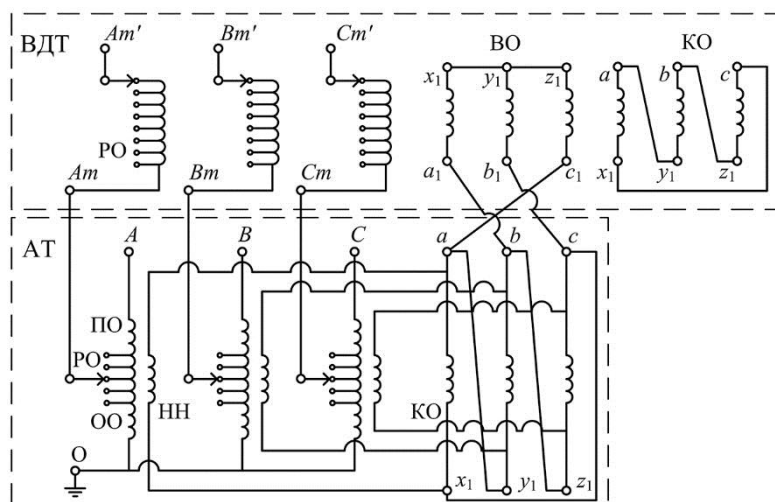 ВДТ Am′ Bm′ Cm′ ВО КО
x₁ y₁ z₁ a b c
РО
a₁ b₁ c₁ x₁ y₁ z₁
Am Bm Cm
АТ A B C a b c
ПО
РО
ОО НН КО
О
x₁ y₁ z₁